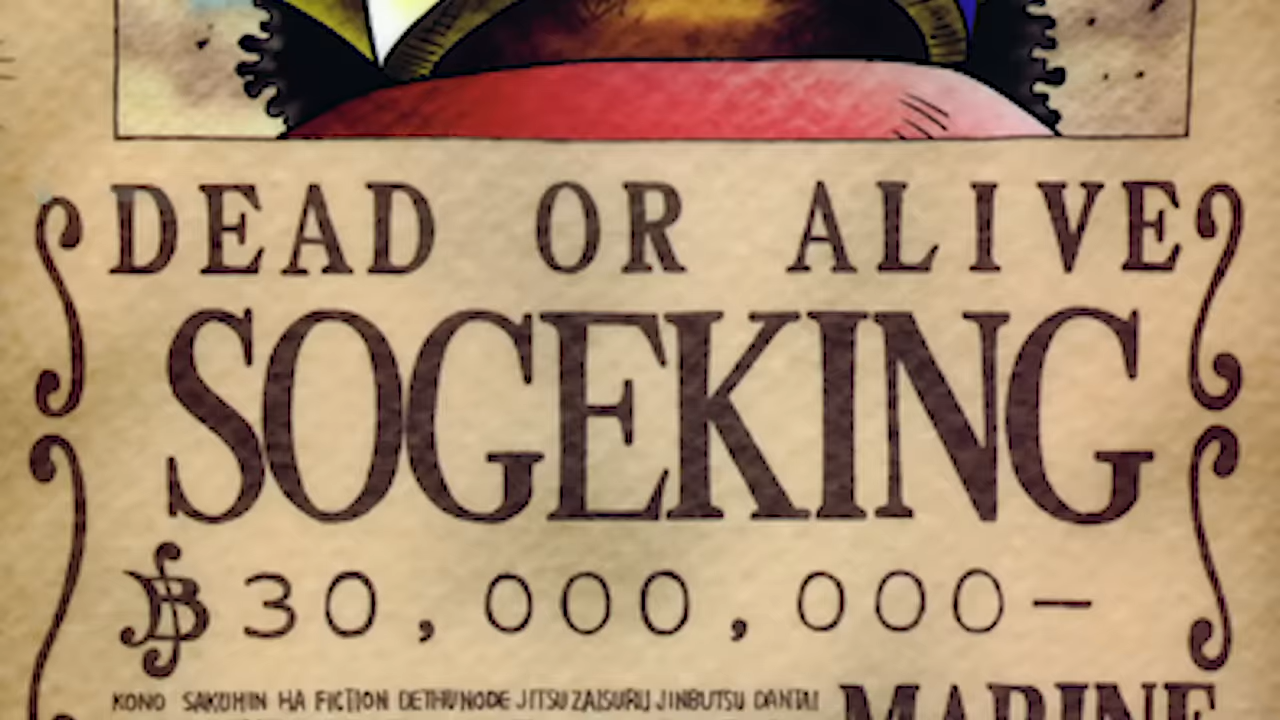 DEAD OR ALIVE
SOGEKING
฿30,000,000-
KONO SAKUHIN HA FICTION DETHUNODE JITSUZAISURU JINBUTSU DANTAI
MARINE